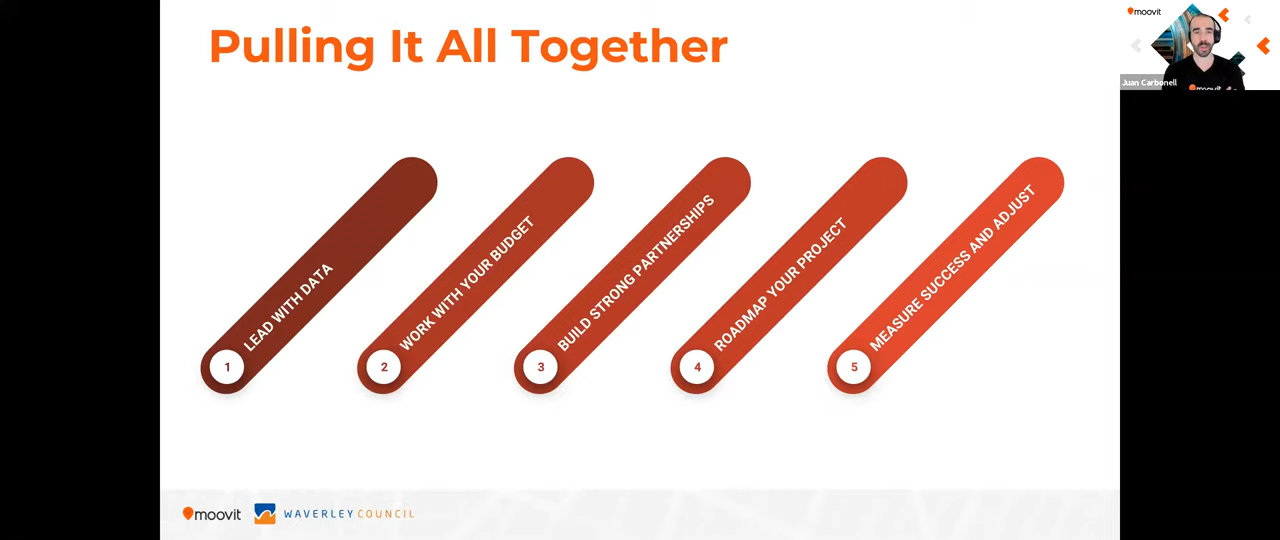 Pulling It All Together
moovit
Juan Carbonell
moovit
LEAD WITH DATA
WORK WITH YOUR BUDGET
BUILD STRONG PARTNERSHIPS
ROADMAP YOUR PROJECT
MEASURE SUCCESS AND ADJUST
1
2
3
4
5
moovit
WAVERLEY COUNCIL